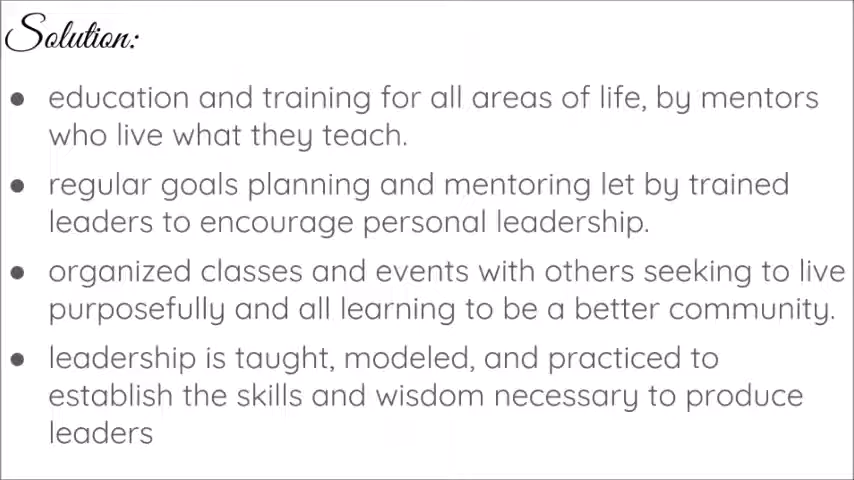 Solution:
● education and training for all areas of life, by mentors
who live what they teach.
● regular goals planning and mentoring let by trained
leaders to encourage personal leadership.
● organized classes and events with others seeking to live
purposefully and all learning to be a better community.
● leadership is taught, modeled, and practiced to
establish the skills and wisdom necessary to produce
leaders